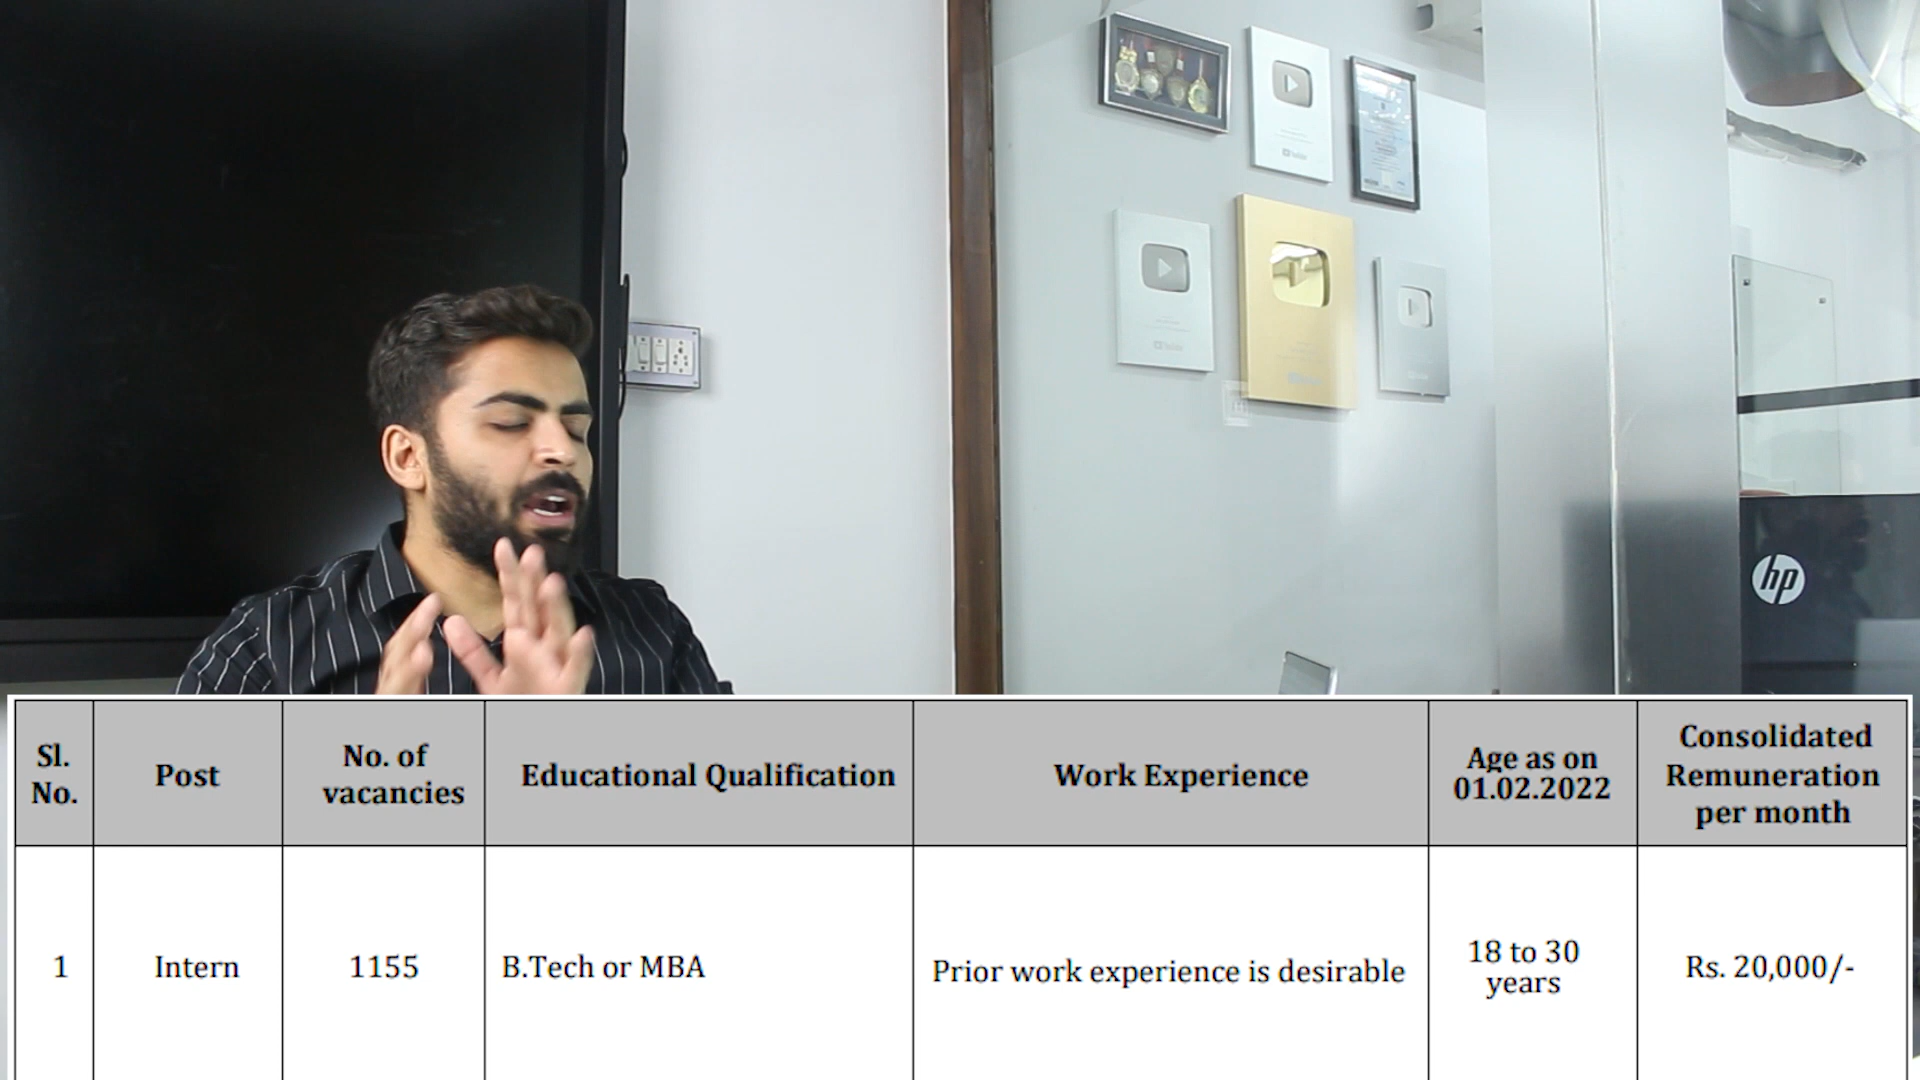 hp
Sl.
No.
Post
No. of
vacancies
Educational Qualification
Work Experience
Age as on
01.02.2022
Consolidated
Remuneration
per month
1
Intern
1155
B.Tech or MBA
Prior work experience is desirable
18 to 30
years
Rs. 20,000/-